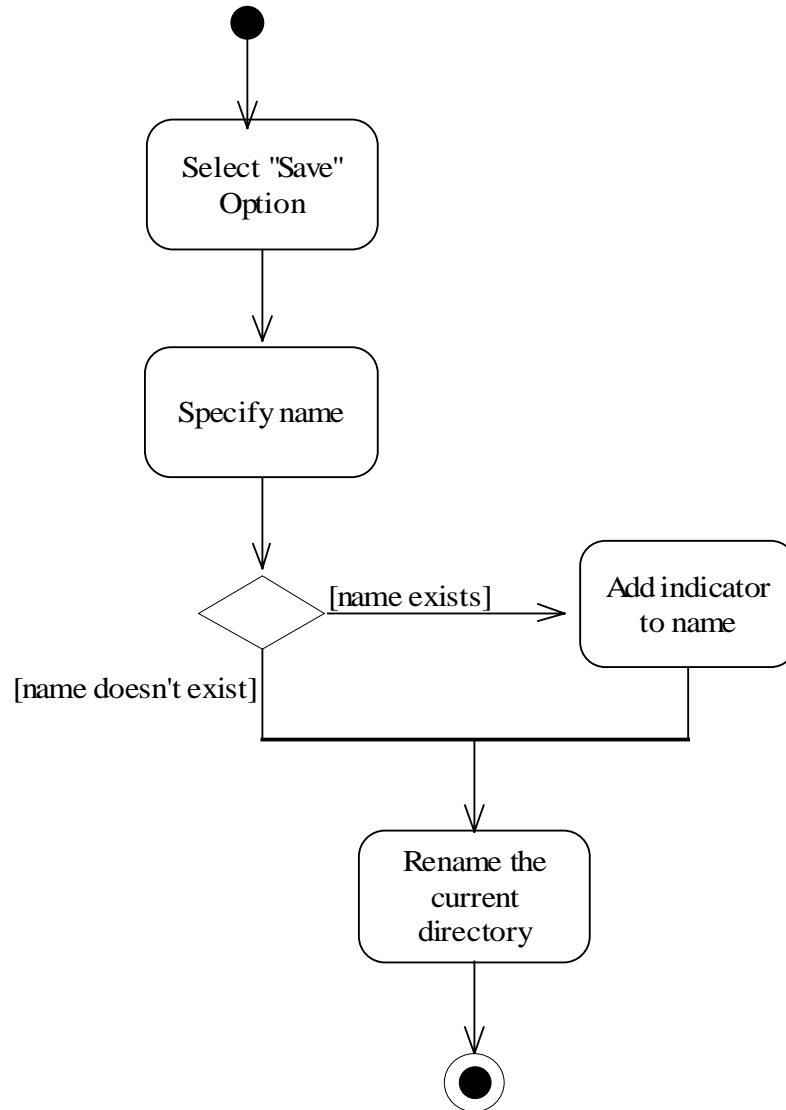 Select "Save"
Option
Specify name
[name exists]
Add indicator
to name
[name doesn't exist]
Rename the
current
directory